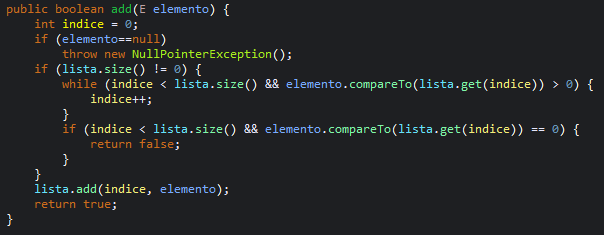 public boolean add(E elemento) {
    int indice = 0;
    if (elemento==null)
        throw new NullPointerException();
    if (lista.size() != 0) {
        while (indice < lista.size() && elemento.compareTo(lista.get(indice)) > 0) {
            indice++;
        }
        if (indice < lista.size() && elemento.compareTo(lista.get(indice)) == 0) {
            return false;
        }
    }
    lista.add(indice, elemento);
    return true;
}